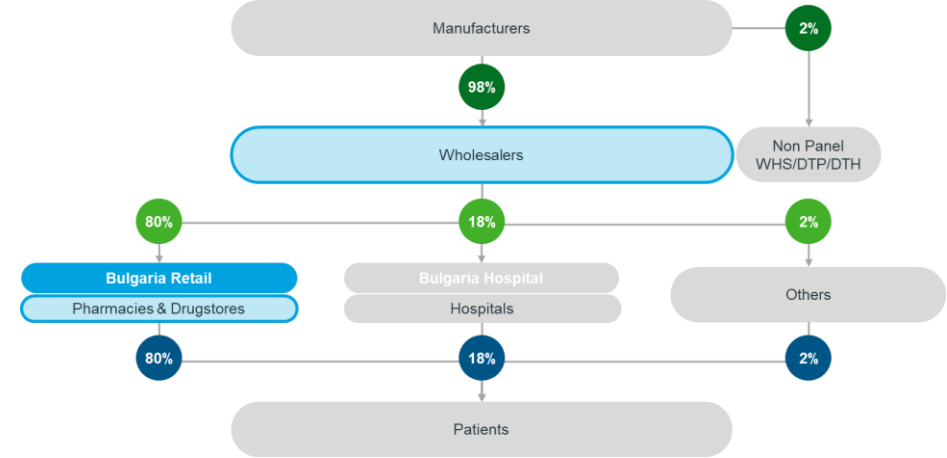 Manufacturers
2%
98%
Wholesalers
Non Panel
WHS/DTP/DTH
80%
18%
2%
Bulgaria Retail
Bulgaria Hospital
Pharmacies & Drugstores
Hospitals
Others
80%
18%
2%
Patients